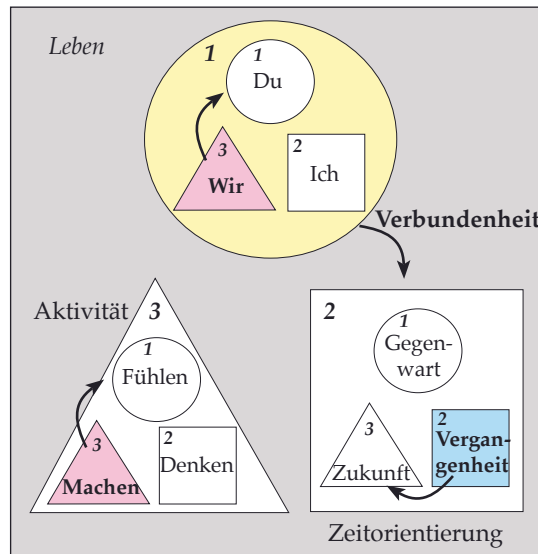 Leben
1
1
Du
3
Wir
2
Ich
Verbundenheit
Aktivität
3
1
Fühlen
3
Machen
2
Denken
2
1
Gegen-
wart
3
Zukunft
2
Vergan-
genheit
Zeitorientierung